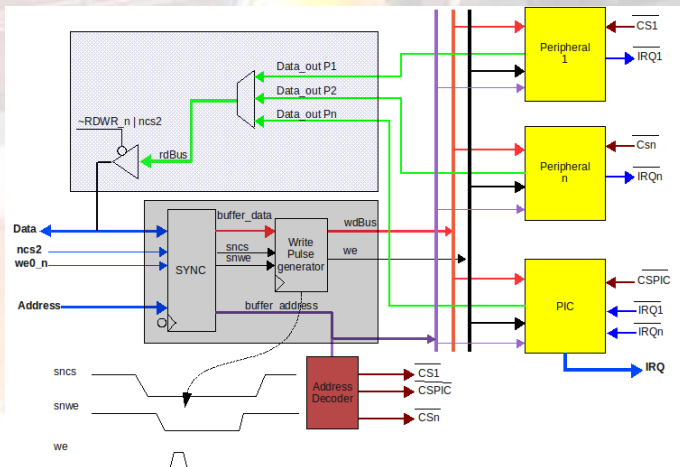 CS1
Peripheral
1
IRQ1
Data_out P1
Data_out P2
Data_out Pn
~RDWR_n | ncs2
rdBus
Csn
Peripheral
n
IRQn
Data
ncs2
we0_n
Address
SYNC
buffer_data
sncs
snwe
Write
Pulse
generator
wdBus
we
buffer_address
CSPIC
PIC
IRQ1
IRQn
IRQ
Address
Decoder
CS1
CSPIC
CSn
sncs
snwe
we